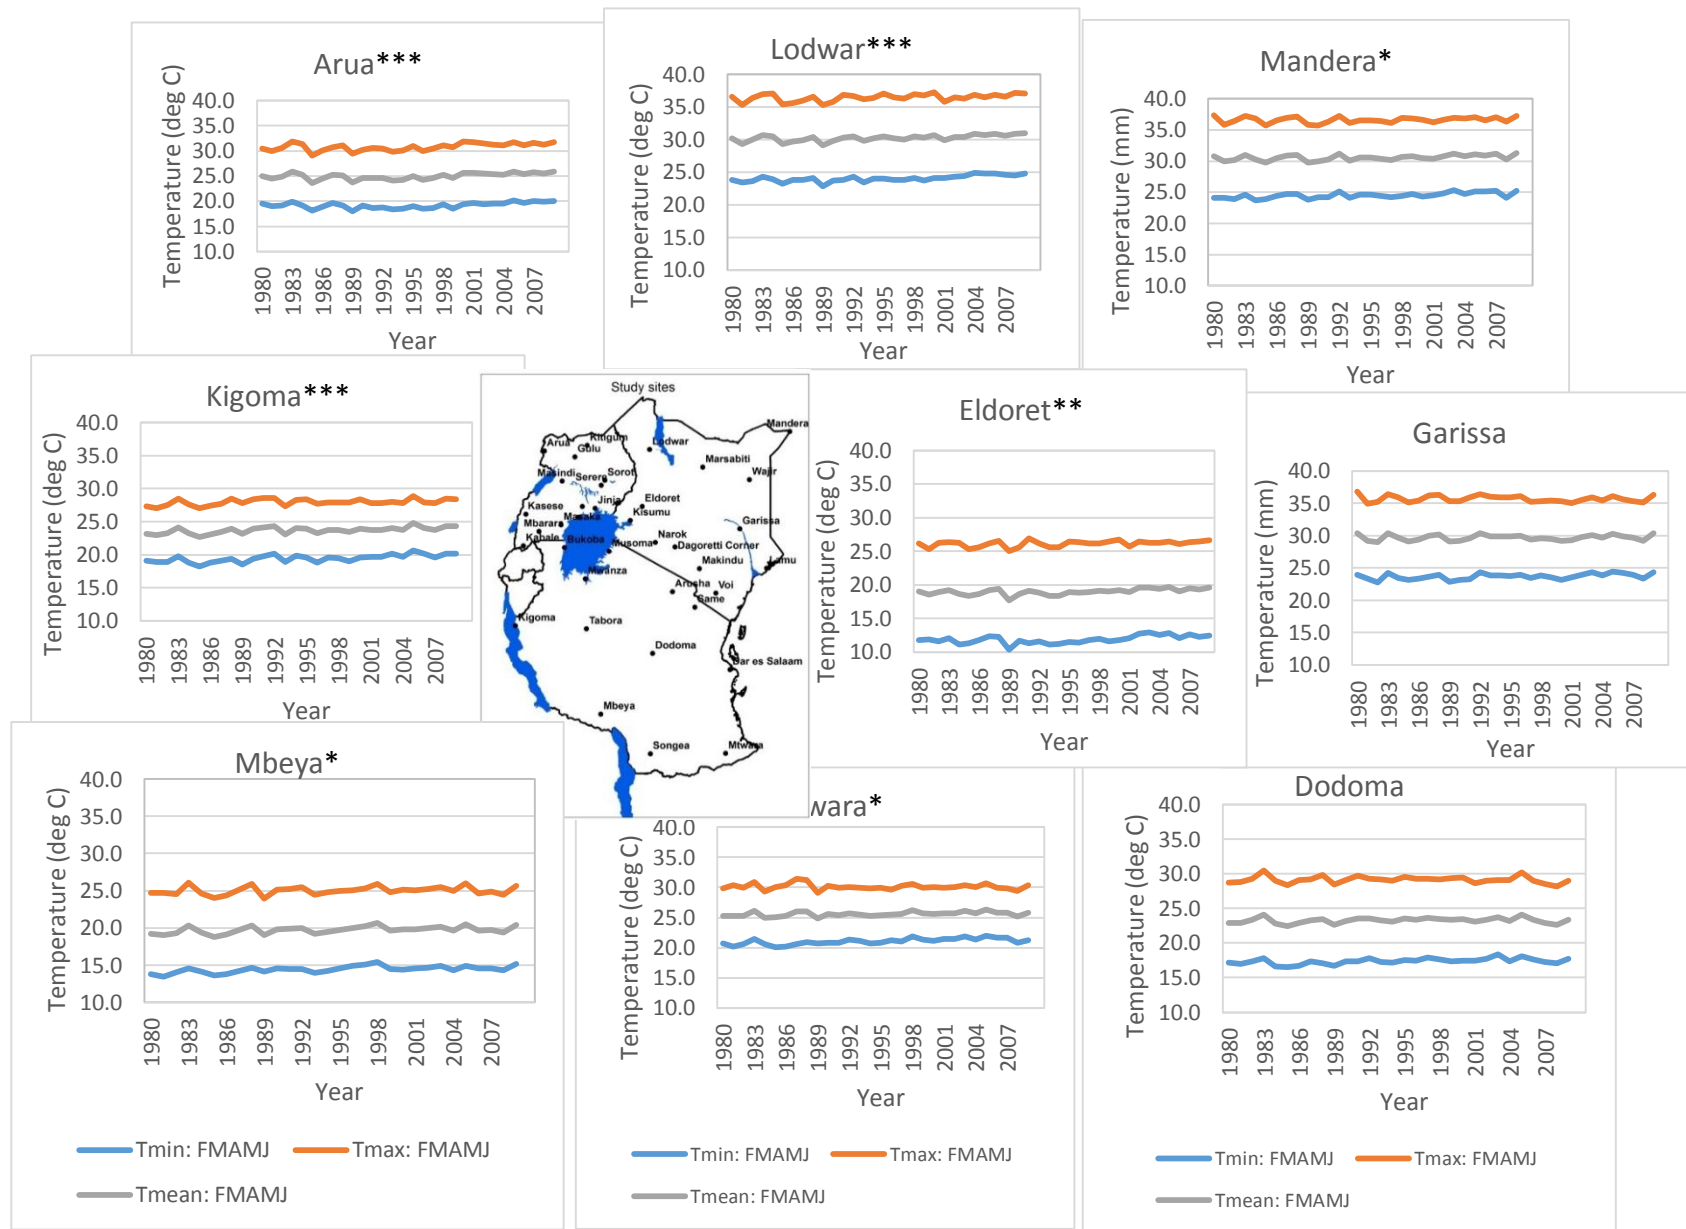 Arua***
Temperature (deg C)
40.0
35.0
30.0
25.0
20.0
15.0
10.0
1980
1983
1986
1989
1992
1995
1998
2001
2004
2007
Year
Lodwar***
Temperature (deg C)
40.0
35.0
30.0
25.0
20.0
15.0
10.0
1980
1983
1986
1989
1992
1995
1998
2001
2004
2007
Mandera*
Temperature (mm)
40.0
35.0
30.0
25.0
20.0
15.0
10.0
1980
1983
1986
1989
1992
1995
1998
2001
2004
2007
Year
Kigoma***
Temperature (deg C)
40.0
35.0
30.0
25.0
20.0
15.0
10.0
1980
1983
1986
1989
1992
1995
1998
2001
2004
2007
Year
Study sites
Mandera
Arua
Kitigum
Gulu
Lodwar
Marsabiti
Masindi
Serere
Soroti
Wajir
Kasese
Jinja
Eldoret
Kisumu
Mbarara
Masaka
Garissa
Kabale
Bukoba
Musoma
Narok
Dagoretti Corner
Makindu
Lamu
Mwanza
Arusha
Voi
Same
Kigoma
Tabora
Dodoma
Dar es Salaam
Mbeya
Songea
Mtwara
Eldoret**
Temperature (deg C)
40.0
35.0
30.0
25.0
20.0
15.0
10.0
1980
1983
1986
1989
1992
1995
1998
2001
2004
2007
Year
Garissa
Temperature (mm)
40.0
35.0
30.0
25.0
20.0
15.0
10.0
1980
1983
1986
1989
1992
1995
1998
2001
2004
2007
Year
Mbeya*
Temperature (deg C)
40.0
35.0
30.0
25.0
20.0
15.0
10.0
1980
1983
1986
1989
1992
1995
1998
2001
2004
2007
Year
Tmin: FMAMJ
Tmax: FMAMJ
Tmean: FMAMJ
wara*
Temperature (deg C)
40.0
35.0
30.0
25.0
20.0
15.0
10.0
1980
1983
1986
1989
1992
1995
1998
2001
2004
2007
Year
Tmin: FMAMJ
Tmax: FMAMJ
Tmean: FMAMJ
Dodoma
Temperature (deg C)
40.0
35.0
30.0
25.0
20.0
15.0
10.0
1980
1983
1986
1989
1992
1995
1998
2001
2004
2007
Year
Tmin: FMAMJ
Tmax: FMAMJ
Tmean: FMAMJ